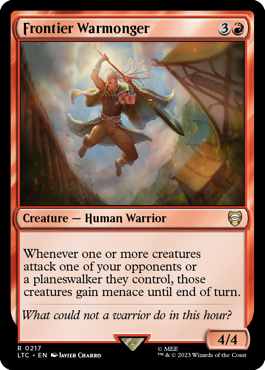 Frontier Warmonger 3
Creature — Human Warrior
Whenever one or more creatures
attack one of your opponents or
a planeswalker they control, those
creatures gain menace until end of turn.
What could not a warrior do in this hour?
4/4
R 0217
LTC • EN Javier Charro
© MEE
™ & © 2023 Wizards of the Coast